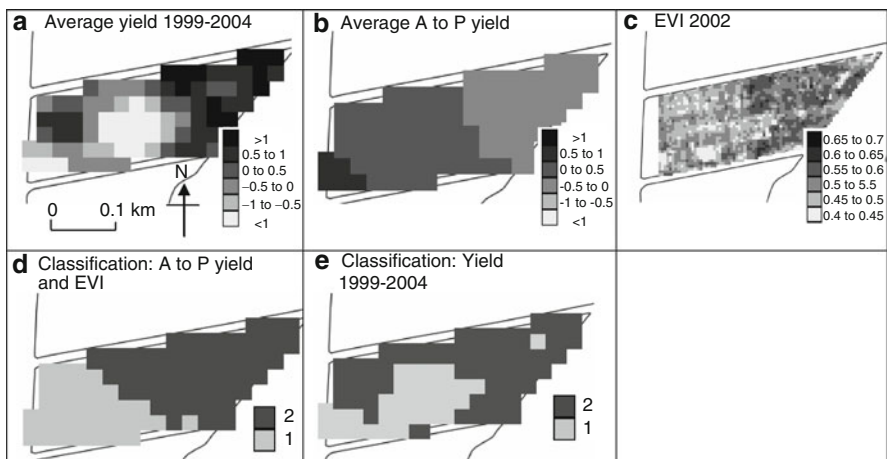 a Average yield 1999-2004
>1
0.5 to 1
0 to 0.5
−0.5 to 0
−1 to −0.5
<1
N
0 0.1 km
b Average A to P yield
>1
0.5 to 1
0 to 0.5
-0.5 to 0
-1 to -0.5
<1
c EVI 2002
0.65 to 0.7
0.6 to 0.65
0.55 to 0.6
0.5 to 5.5
0.45 to 0.5
0.4 to 0.45
d Classification: A to P yield
and EVI
2
1
e Classification: Yield
1999-2004
2
1